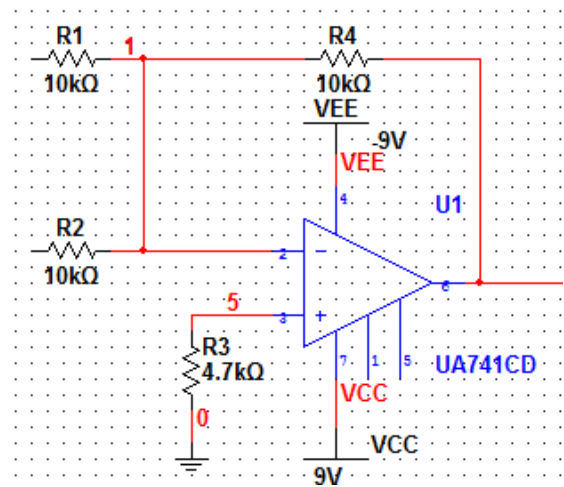 R1
1
R4
10kΩ
10kΩ
VEE
-9V
VEE
4
U1
R2
2
−
10kΩ
6
5
3
+
R3
4.7kΩ
7
1
5
UA741CD
VCC
0
VCC
9V